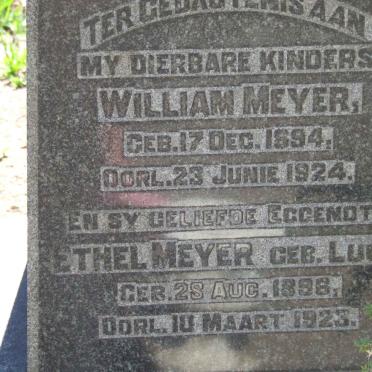 TER GEDAGTENIS AAN
MY DIERBARE KINDERS
WILLIAM MEYER,
GEB. 17 DEC. 1894,
OORL. 23 JUNIE 1924.
EN SY GELIEFDE EGGENOT
ETHEL MEYER GEB. LU
GEB. 28 AUG. 1898,
OORL. 10 MAART 1923.